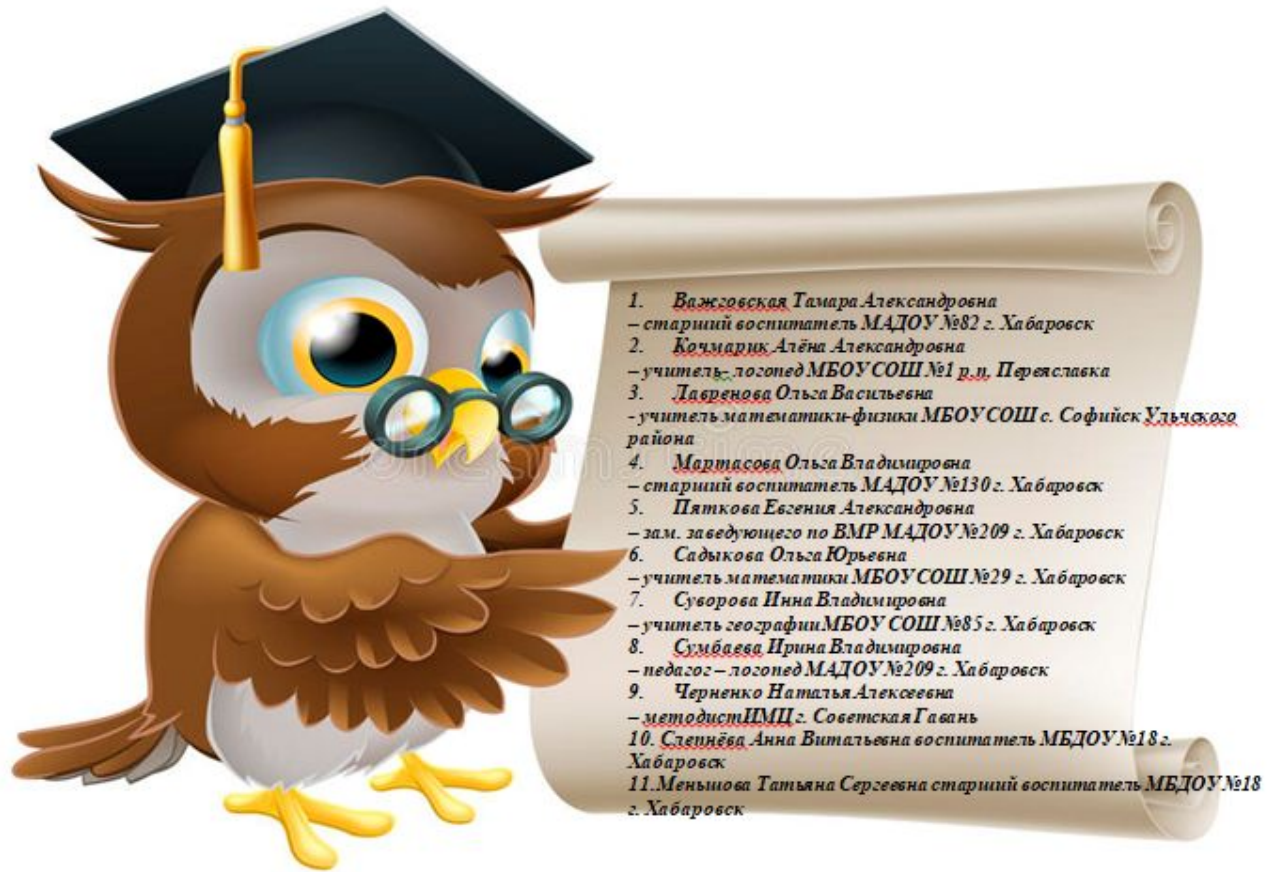 1. Важговская Тамара Александровна
– старший воспитатель МАДОУ №82 г. Хабаровск
2. Кочмарик Алёна Александровна
– учитель- логопед МБОУ СОШ №1 р.п. Переяславка
3. Лавренова Ольга Васильевна
- учитель математики-физики МБОУ СОШ с. Софийск Ульчского
района
4. Мартасова Ольга Владимировна
– старший воспитатель МАДОУ №130 г. Хабаровск
5. Пяткова Евгения Александровна
– зам. заведующего по ВМР МАДОУ №209 г. Хабаровск
6. Садыкова Ольга Юрьевна
– учитель математики МБОУ СОШ №29 г. Хабаровск
7. Суворова Инна Владимировна
– учитель географии МБОУ СОШ №85 г. Хабаровск
8. Сумбаева Ирина Владимировна
– педагог – логопед МАДОУ №209 г. Хабаровск
9. Черненко Наталья Алексеевна
– методистИМЦ г. Советская Гавань
10. Слепнёва Анна Витальевна воспитатель МБДОУ №18 г.
Хабаровск
11.Меньшова Татьяна Сергеевна старший воспитатель МБДОУ №18
г. Хабаровск
dreamstime